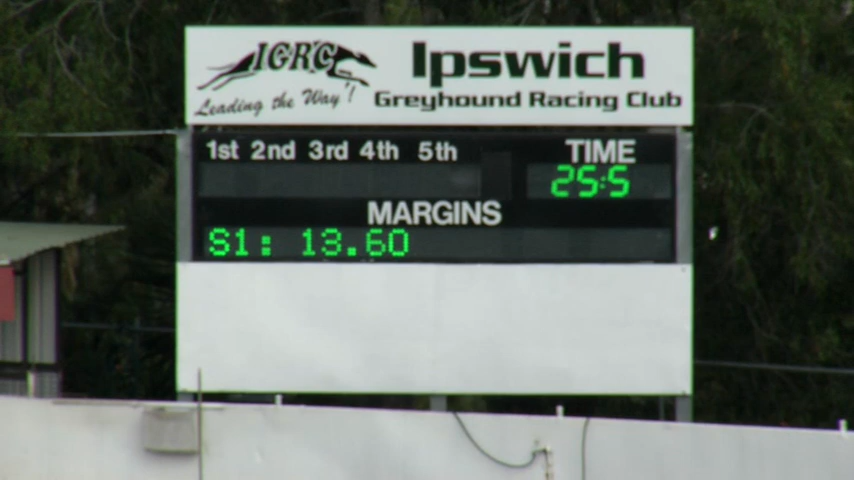 IGRC
Leading the Way!
Ipswich
Greyhound Racing Club
1st 2nd 3rd 4th 5th
TIME
25:5
MARGINS
S1: 13.60